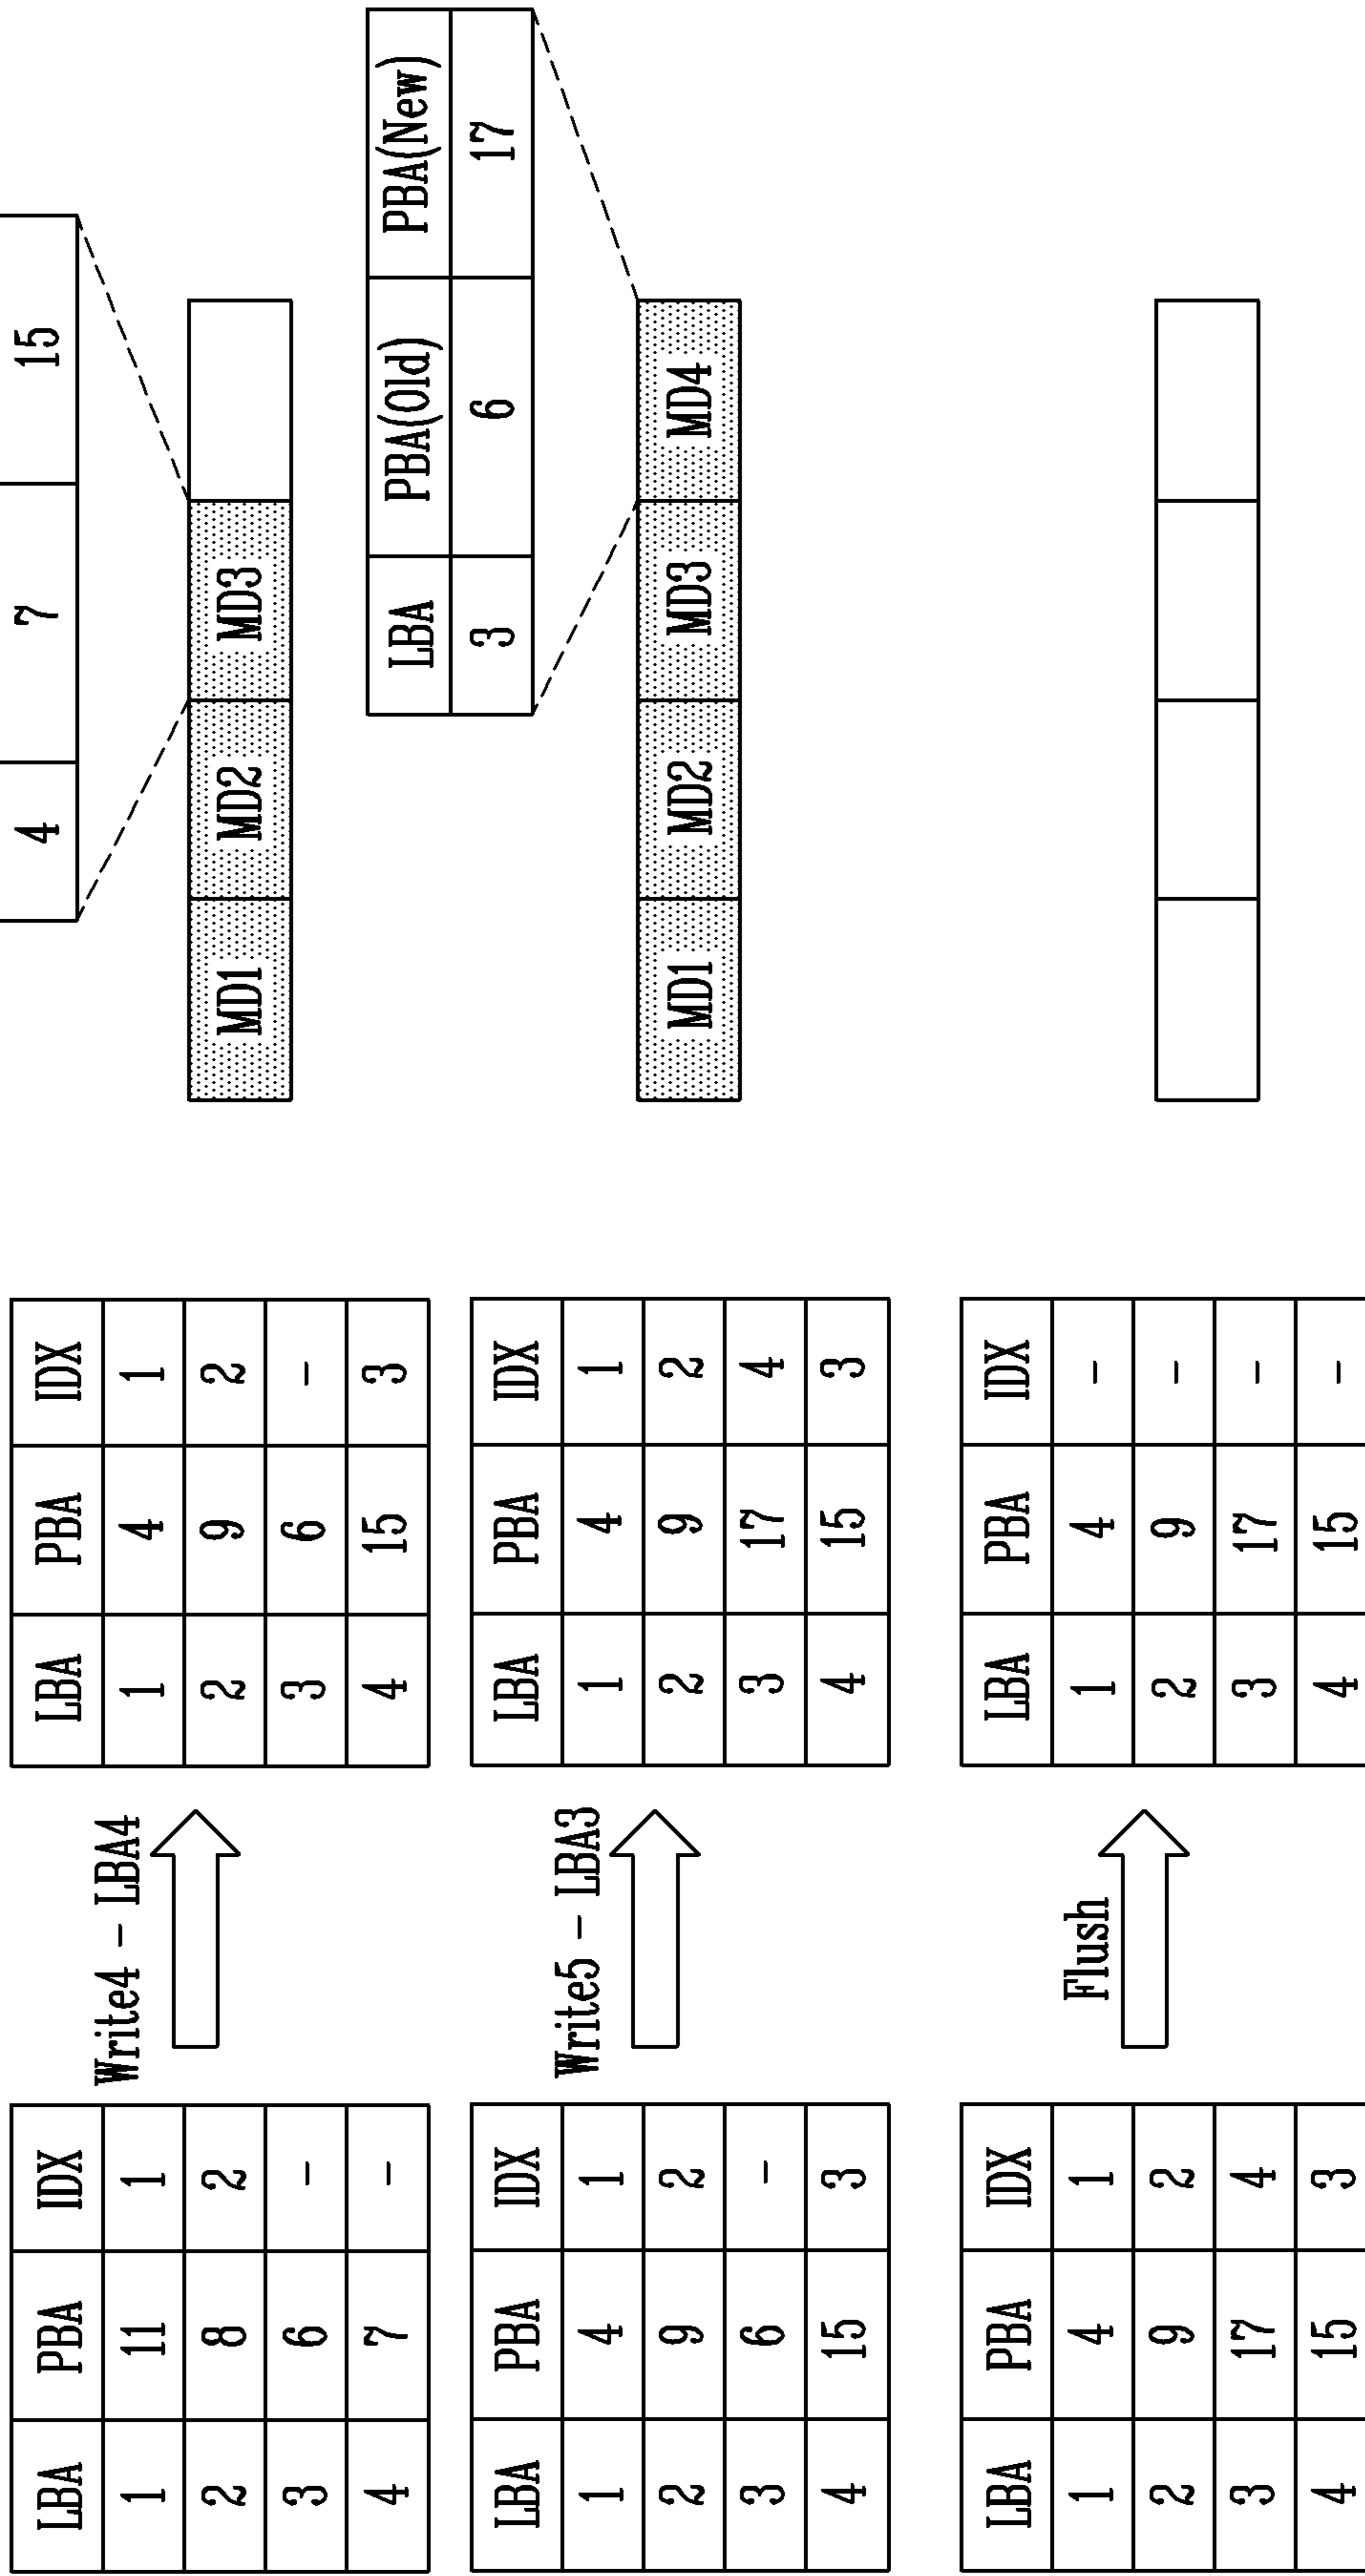 4 7 15
LBA PBA IDX
1 11 1
2 8 2
3 6 -
4 7 -
Write4 - LBA4
LBA PBA IDX
1 4 1
2 9 2
3 6 -
4 15 3
MD1 MD2 MD3
LBA PBA(Old) PBA(New)
3 6 17
LBA PBA IDX
1 4 1
2 9 2
3 6 -
4 15 3
Write5 - LBA3
LBA PBA IDX
1 4 1
2 9 2
3 17 4
4 15 3
MD1 MD2 MD3 MD4
LBA PBA IDX
1 4 1
2 9 2
3 17 4
4 15 3
Flush
LBA PBA IDX
1 4 -
2 9 -
3 17 -
4 15 -